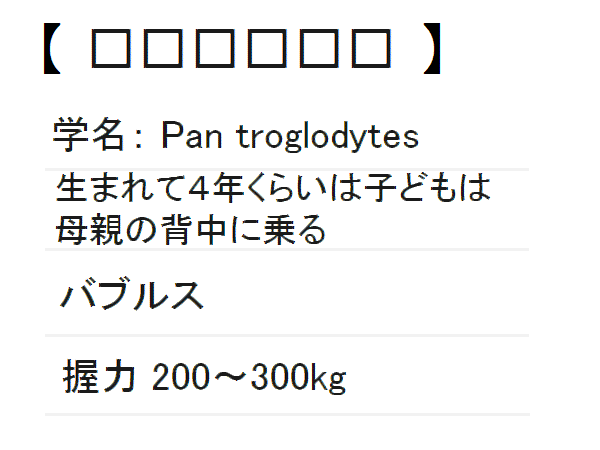 【 □□□□□□ 】
学名： Pan troglodytes
生まれて４年くらいは子どもは
母親の背中に乗る
バブルス
握力 200～300kg